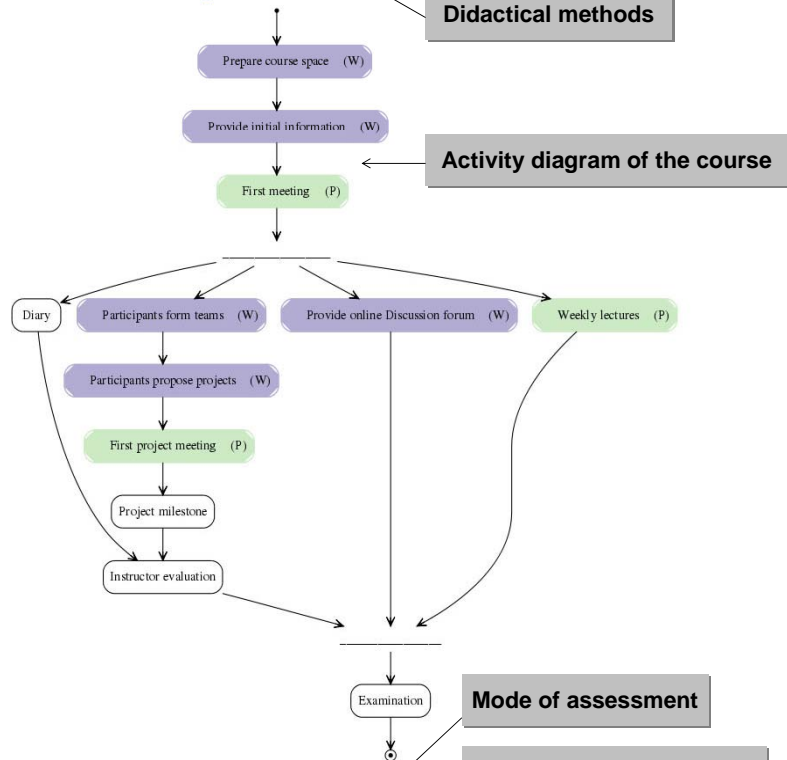 Didactical methods
Prepare course space (W)
Provide initial information (W)
Activity diagram of the course
First meeting (P)
Diary
Participants form teams (W)
Provide online Discussion forum (W)
Weekly lectures (P)
Participants propose projects (W)
First project meeting (P)
Project milestone
Instructor evaluation
Examination
Mode of assessment